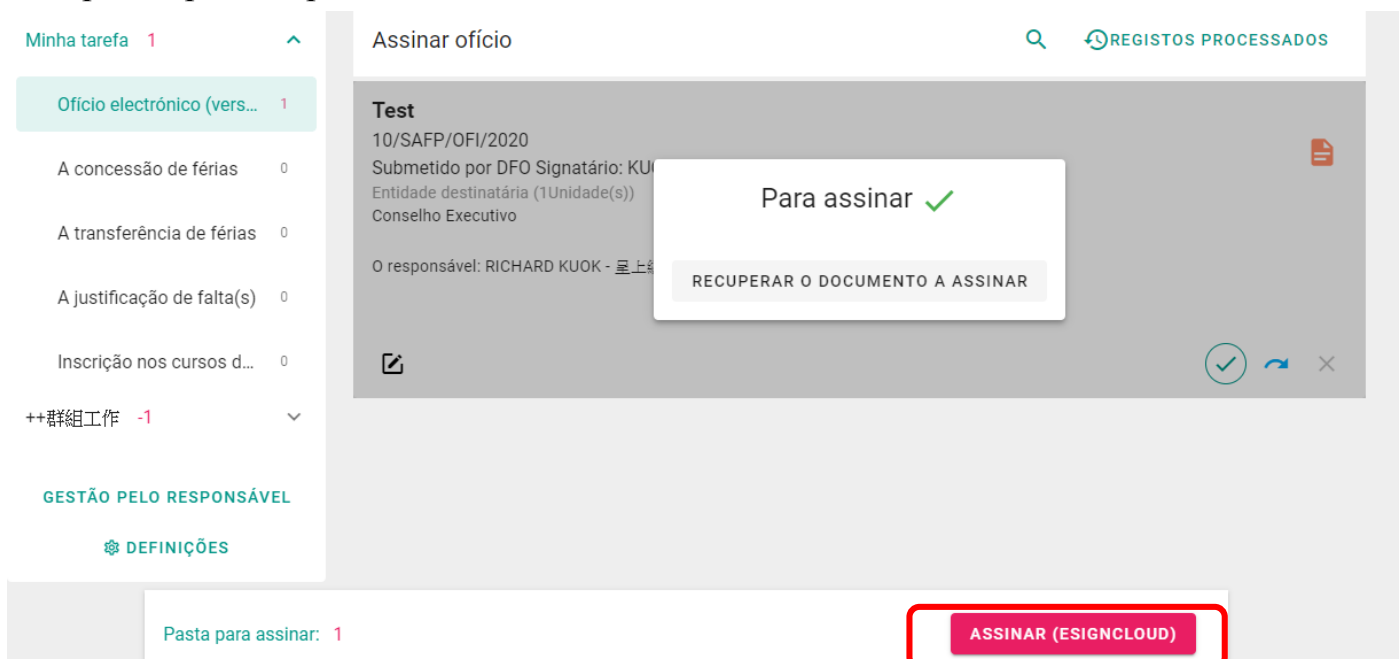 Minha tarefa 1
Ofício electrónico (vers... 1
A concessão de férias 0
A transferência de férias 0
A justificação de falta(s) 0
Inscrição nos cursos d... 0
++群組工作 -1
GESTÃO PELO RESPONSÁVEL
DEFINIÇÕES
Assinar ofício
REGISTOS PROCESSADOS
Test
10/SAFP/OFI/2020
Submetido por DFO Signatário:
Entidade destinatária (1Unidade(s))
Conselho Executivo
O responsável: RICHARD KUOK -
Para assinar
RECUPERAR O DOCUMENTO A ASSINAR
Pasta para assinar: 1
ASSINAR (ESIGNCLOUD)